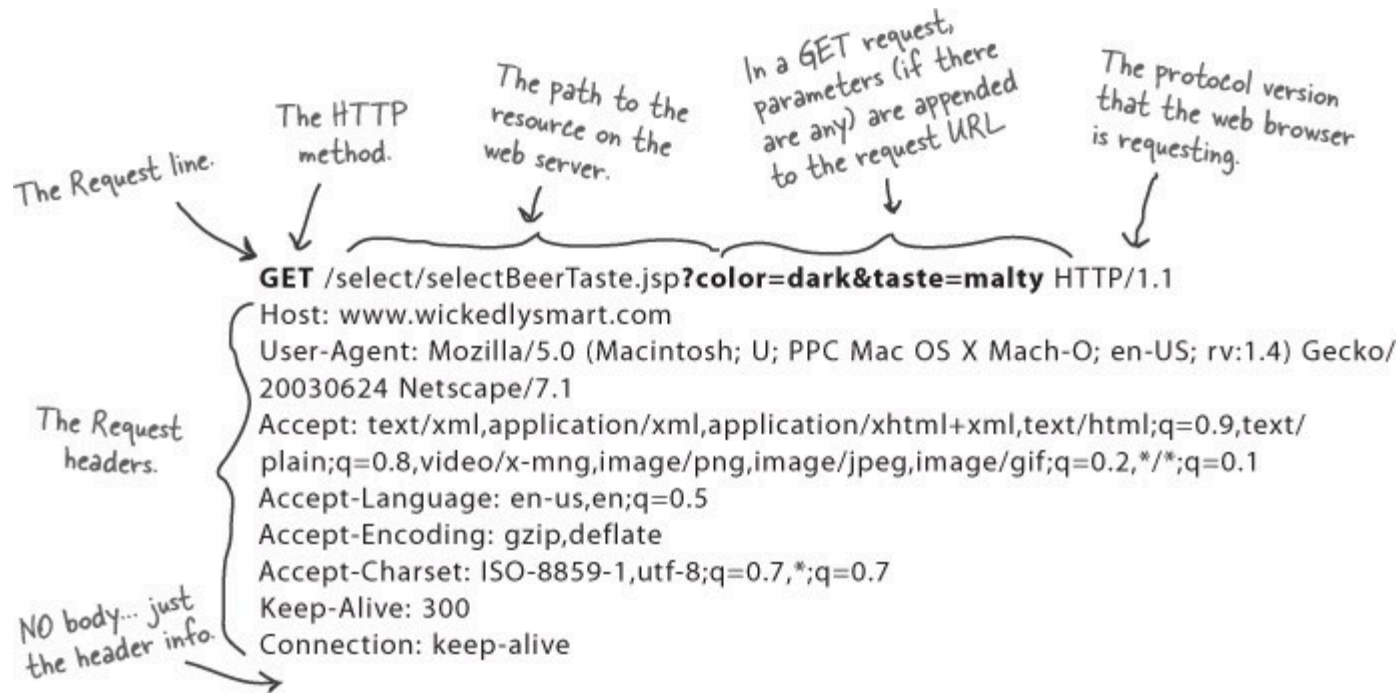 The Request line.
The HTTP
method.
The path to the
resource on the
web server.
In a GET request,
parameters (if there
are any) are appended
to the request URL
The protocol version
that the web browser
is requesting.
GET /select/selectBeerTaste.jsp?color=dark&taste=malty HTTP/1.1
Host: www.wickedlysmart.com
User-Agent: Mozilla/5.0 (Macintosh; U; PPC Mac OS X Mach-O; en-US; rv:1.4) Gecko/
20030624 Netscape/7.1
Accept: text/xml,application/xml,application/xhtml+xml,text/html;q=0.9,text/
plain;q=0.8,video/x-mng,image/png,image/jpeg,image/gif;q=0.2,*/*;q=0.1
Accept-Language: en-us,en;q=0.5
Accept-Encoding: gzip,deflate
Accept-Charset: ISO-8859-1,utf-8;q=0.7,*;q=0.7
Keep-Alive: 300
Connection: keep-alive
The Request
headers.
NO body... just
the header info.